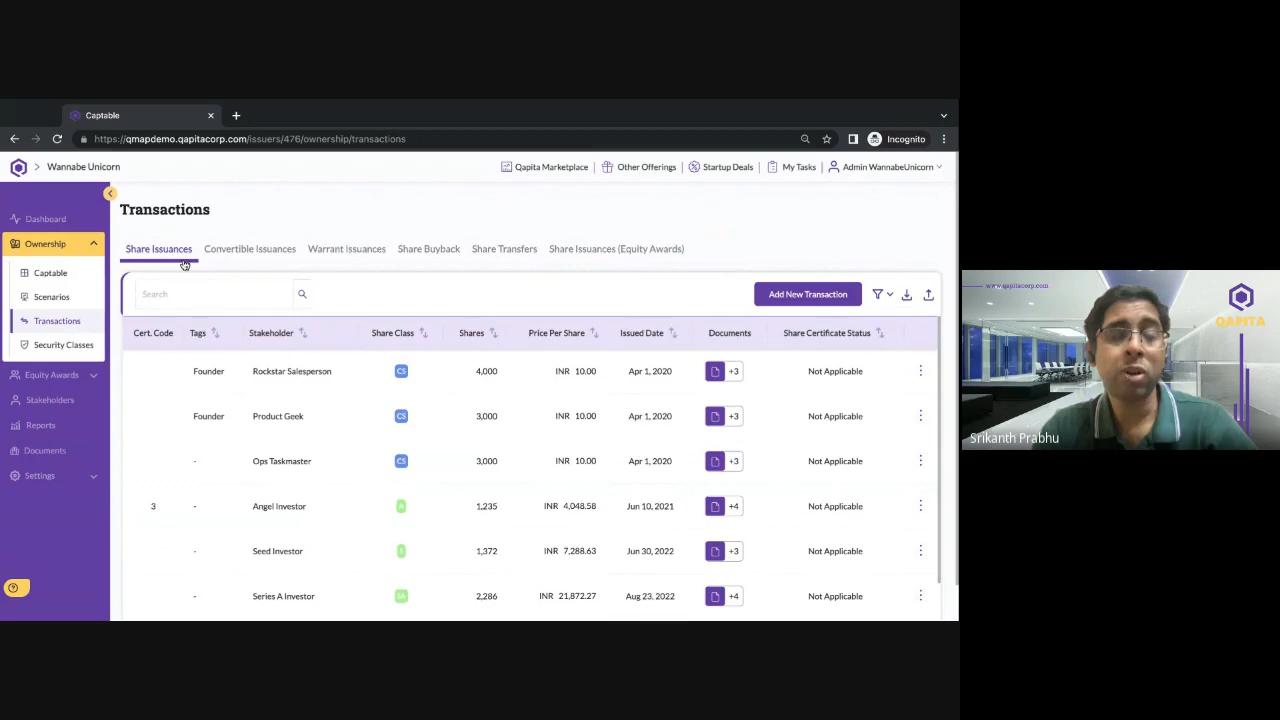 Captable
https://qmapdemo.qapitacorp.com/issuers/476/ownership/transactions
Incognito
Wannabe Unicorn
Qapita Marketplace
Other Offerings
Startup Deals
My Tasks
Admin WannabeUnicorn
Dashboard
Ownership
Captable
Scenarios
Transactions
Security Classes
Equity Awards
Stakeholders
Reports
Documents
Settings
Transactions
Share Issuances Convertible Issuances Warrant Issuances Share Buyback Share Transfers Share Issuances (Equity Awards)
Search
Add New Transaction
Cert. Code Tags Stakeholder Share Class Shares Price Per Share Issued Date Documents Share Certificate Status
Founder Rockstar Salesperson CS 4,000 INR 10.00 Apr 1, 2020 +3 Not Applicable
Founder Product Geek CS 3,000 INR 10.00 Apr 1, 2020 +3 Not Applicable
- Ops Taskmaster CS 3,000 INR 10.00 Apr 1, 2020 +3 Not Applicable
3 - Angel Investor A 1,235 INR 4,048.58 Jun 10, 2021 +4 Not Applicable
- Seed Investor S 1,372 INR 7,288.63 Jun 30, 2022 +3 Not Applicable
- Series A Investor SA 2,286 INR 21,872.27 Aug 23, 2022 +4 Not Applicable
www.qapitacorp.com
QAPITA
Srikanth Prabhu